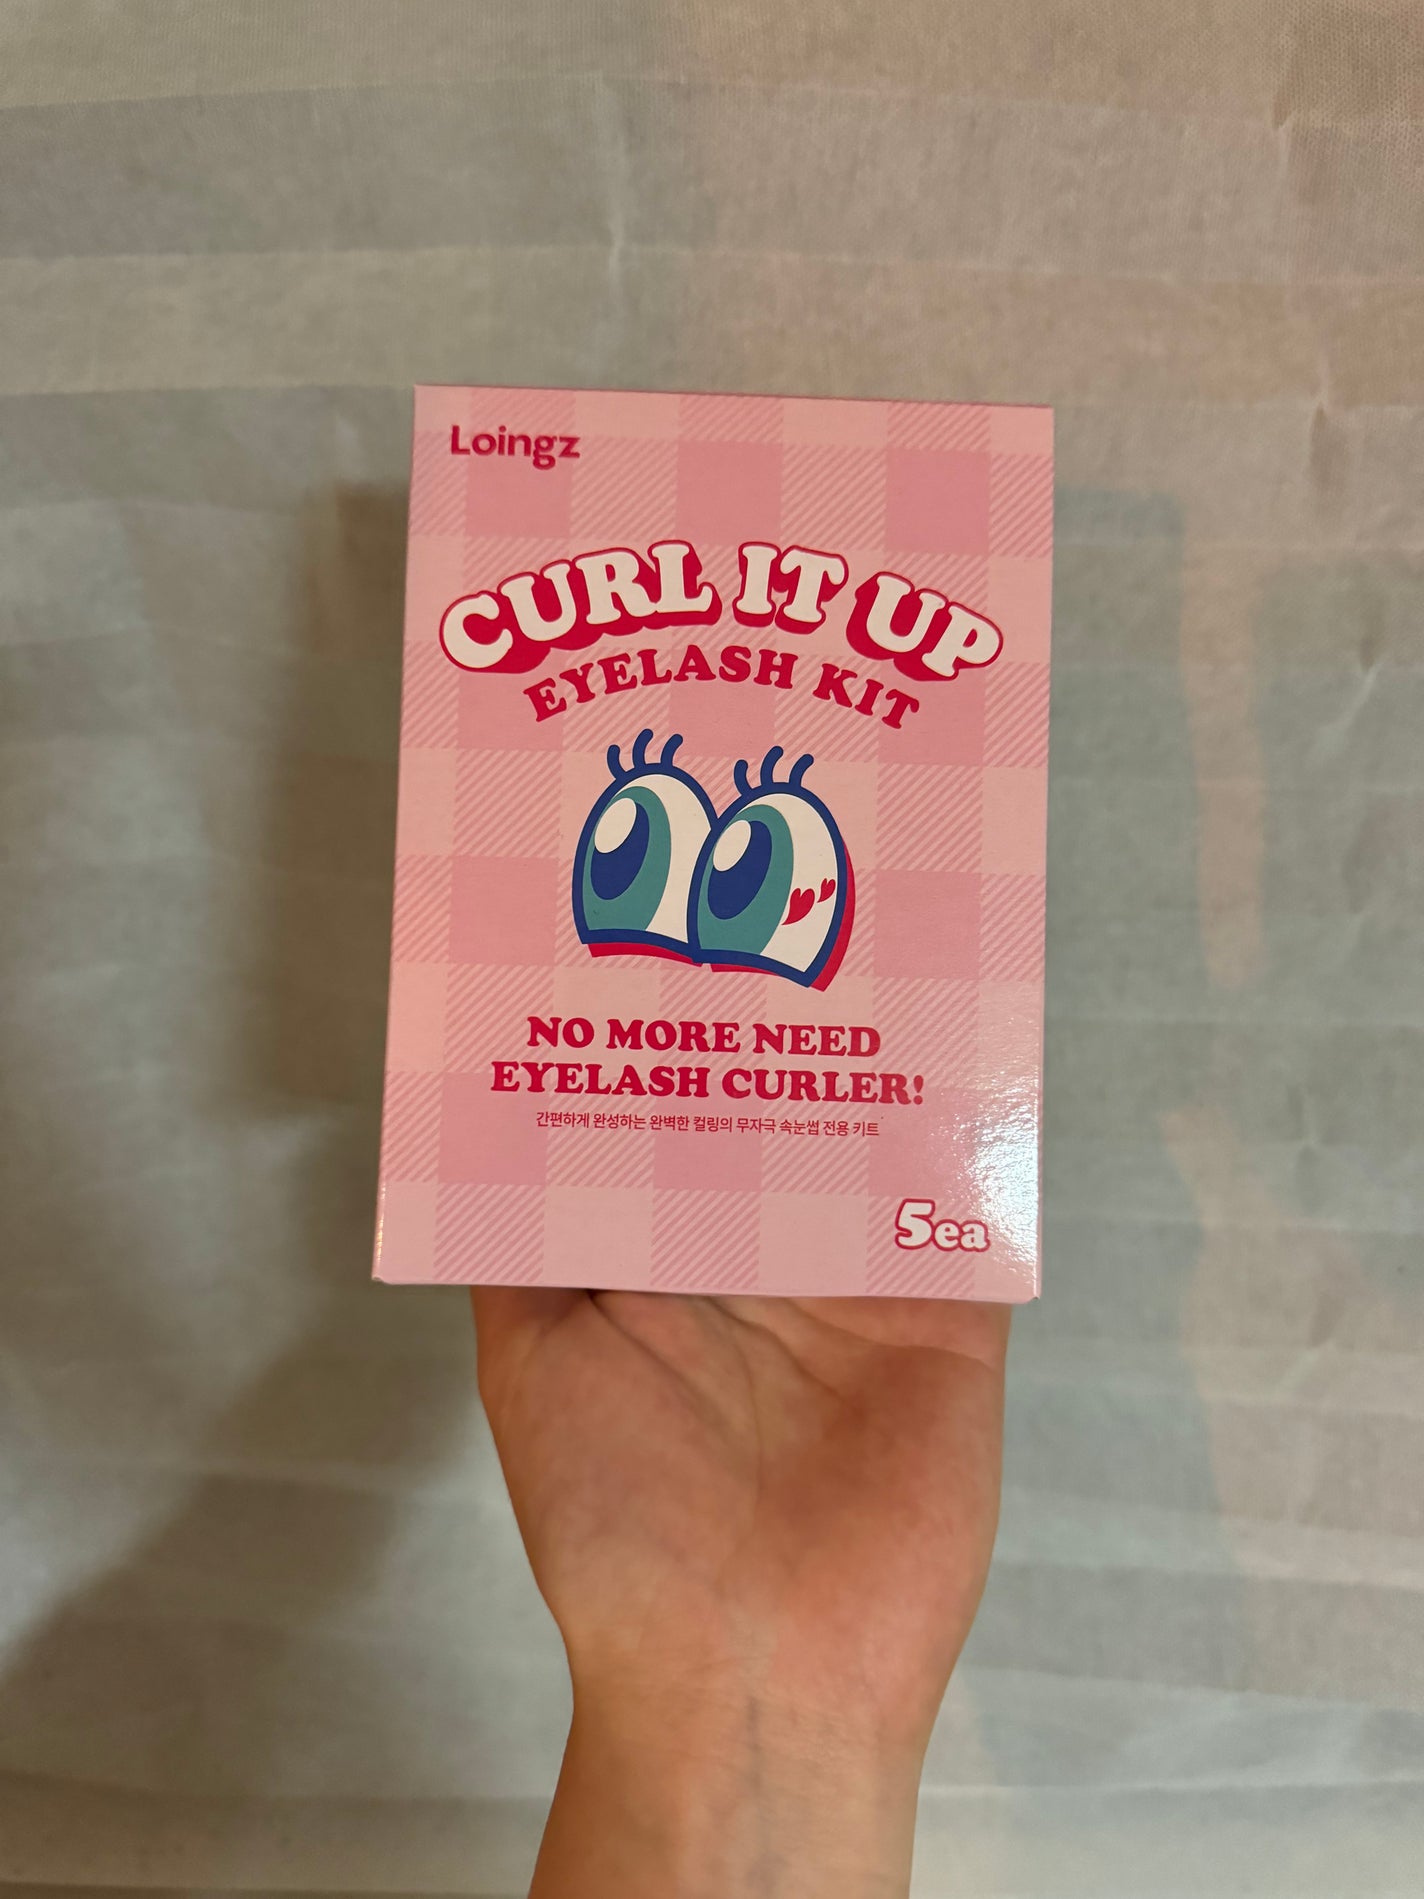 Loingz
CURL IT UP
EYELASH KIT
NO MORE NEED
EYELASH CURLER!
간편하게 완성하는 완벽한 컬링의 무자극 속눈썹 전용 키트
5ea